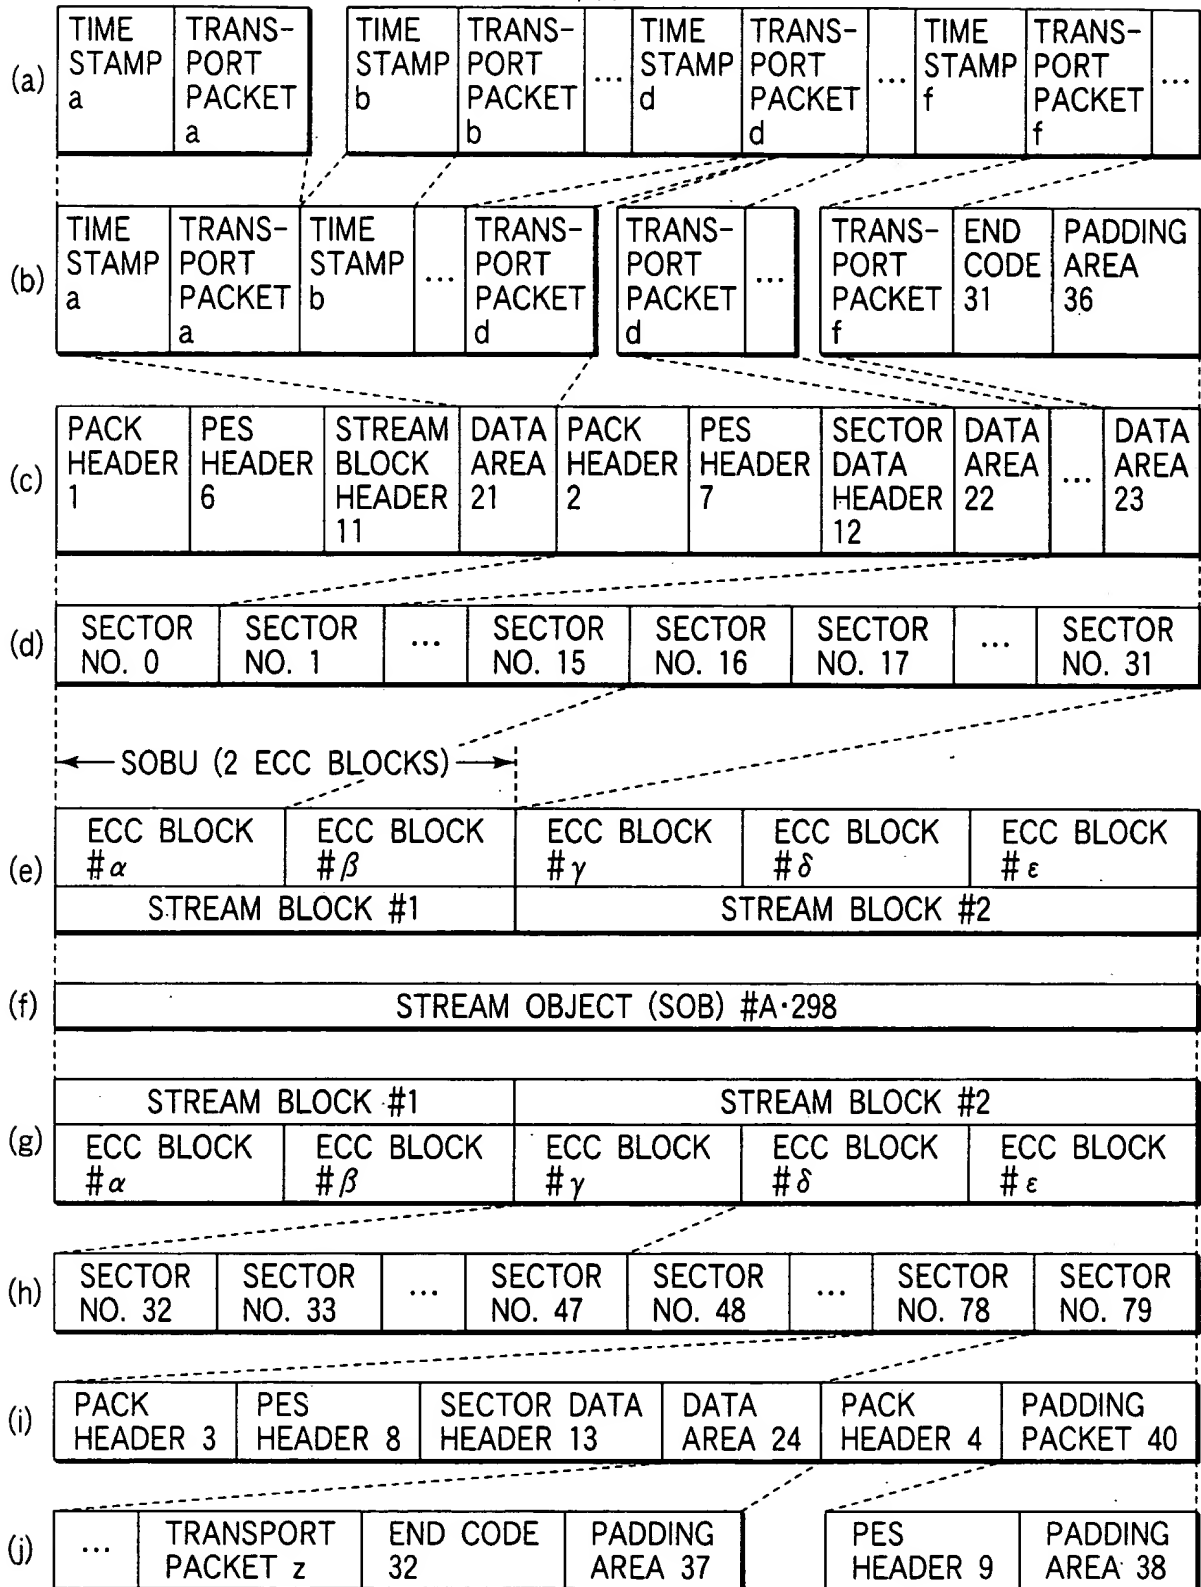 (a)
TIME STAMP a
TRANS-PORT PACKET a
TIME STAMP b
TRANS-PORT PACKET b
...
TIME STAMP d
TRANS-PORT PACKET d
...
TIME STAMP f
TRANS-PORT PACKET f
...
(b)
TIME STAMP a
TRANS-PORT PACKET a
TIME STAMP b
...
TRANS-PORT PACKET d
TRANS-PORT PACKET d
...
TRANS-PORT PACKET f
END CODE 31
PADDING AREA 36
(c)
PACK HEADER 1
PES HEADER 6
STREAM BLOCK HEADER 11
DATA AREA 21
PACK HEADER 2
PES HEADER 7
SECTOR DATA HEADER 12
DATA AREA 22
...
DATA AREA 23
(d)
SECTOR NO. 0
SECTOR NO. 1
...
SECTOR NO. 15
SECTOR NO. 16
SECTOR NO. 17
...
SECTOR NO. 31
SOBU (2 ECC BLOCKS)
(e)
ECC BLOCK #α
ECC BLOCK #β
ECC BLOCK #γ
ECC BLOCK #δ
ECC BLOCK #ε
STREAM BLOCK #1
STREAM BLOCK #2
(f)
STREAM OBJECT (SOB) #A·298
(g)
STREAM BLOCK #1
STREAM BLOCK #2
ECC BLOCK #α
ECC BLOCK #β
ECC BLOCK #γ
ECC BLOCK #δ
ECC BLOCK #ε
(h)
SECTOR NO. 32
SECTOR NO. 33
...
SECTOR NO. 47
SECTOR NO. 48
...
SECTOR NO. 78
SECTOR NO. 79
(i)
PACK HEADER 3
PES HEADER 8
SECTOR DATA HEADER 13
DATA AREA 24
PACK HEADER 4
PADDING PACKET 40
(j)
...
TRANSPORT PACKET z
END CODE 32
PADDING AREA 37
PES HEADER 9
PADDING AREA 38